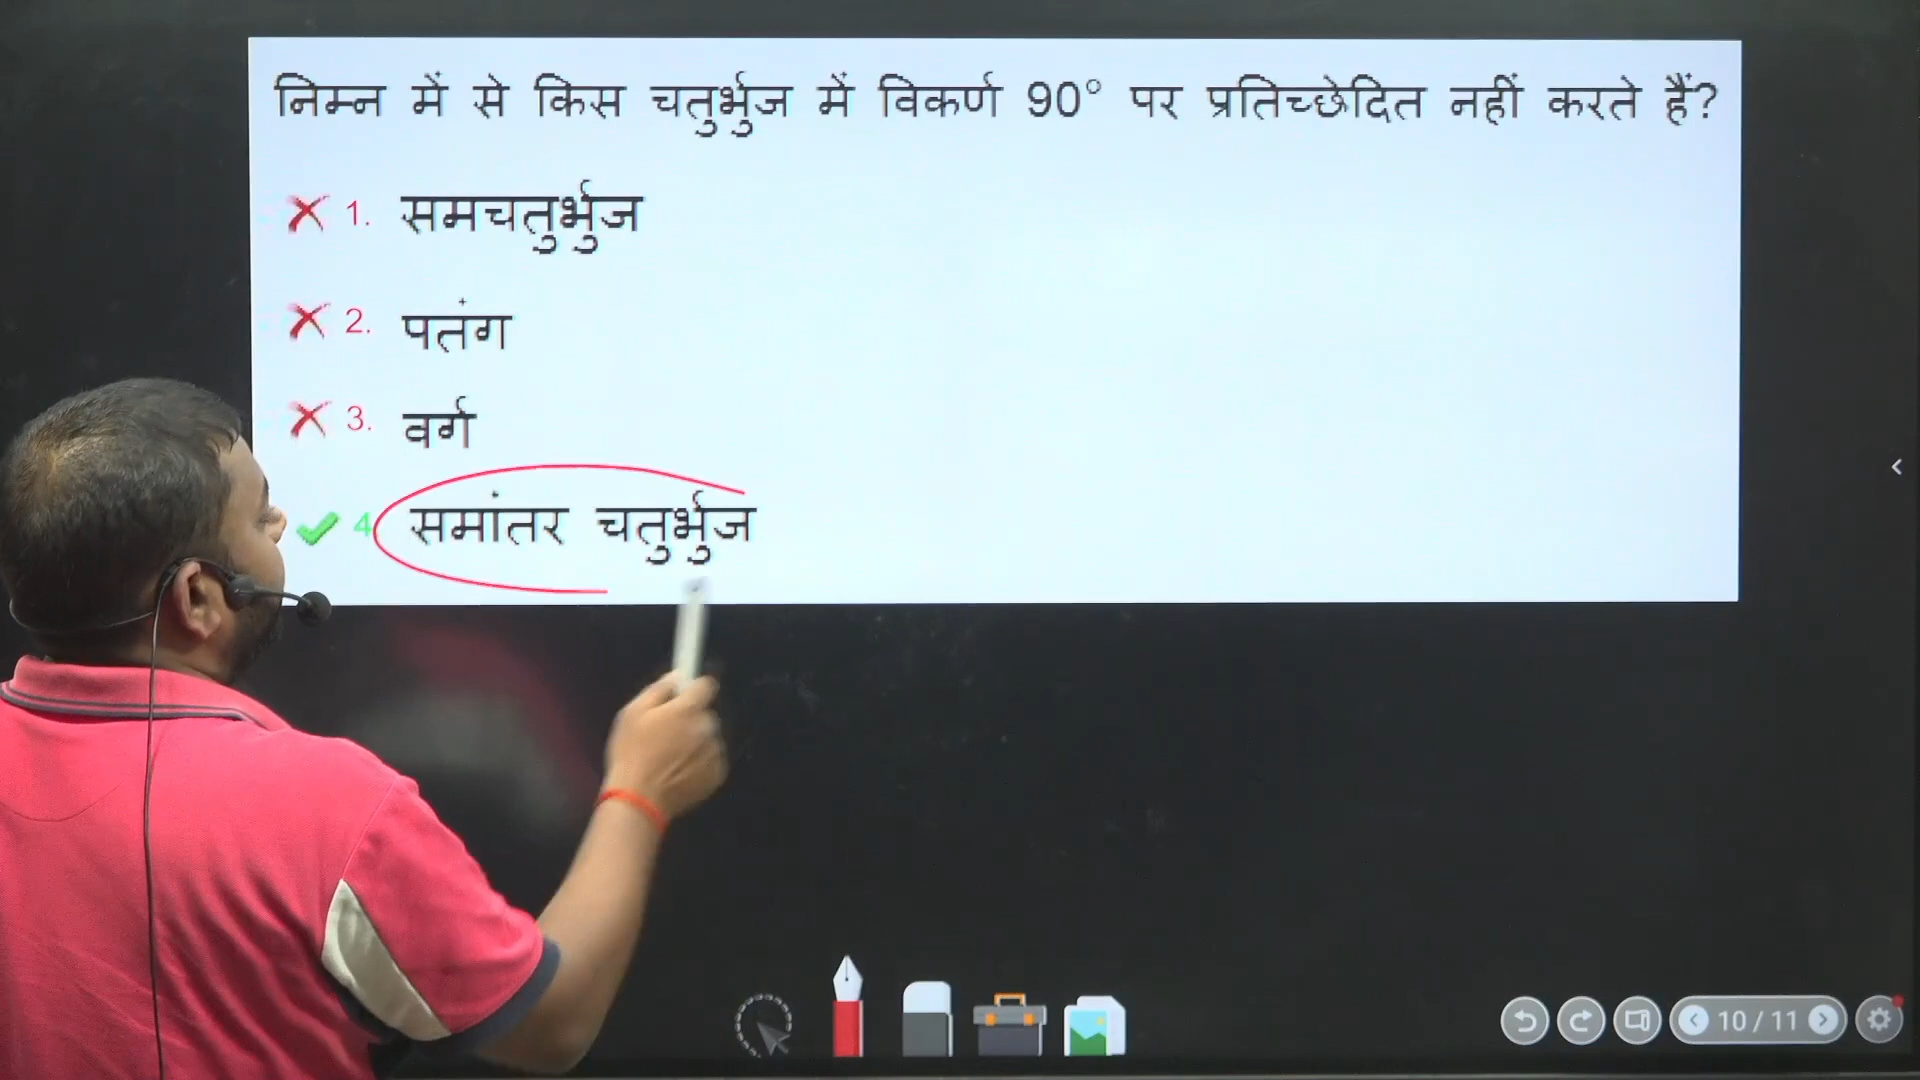 निम्न में से किस चतुर्भुज में विकर्ण 90° पर प्रतिच्छेदित नहीं करते हैं?
1. समचतुर्भुज
2. पतंग
3. वर्ग
4 समांतर चतुर्भुज
10 / 11